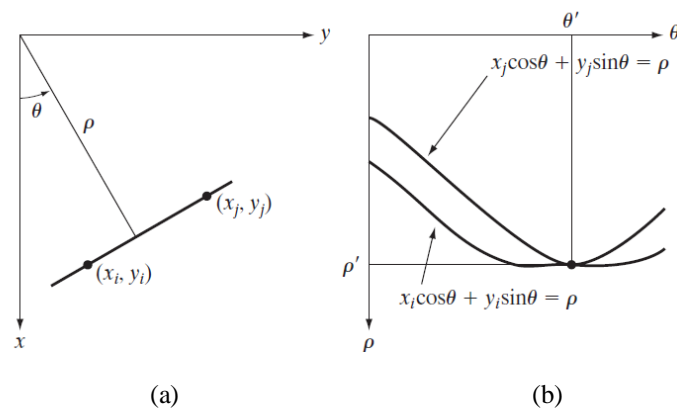 y
θ
ρ
(xⱼ, yⱼ)
(xᵢ, yᵢ)
x
(a)
θ′
θ
xⱼcosθ + yⱼsinθ = ρ
ρ′
xᵢcosθ + yᵢsinθ = ρ
ρ
(b)